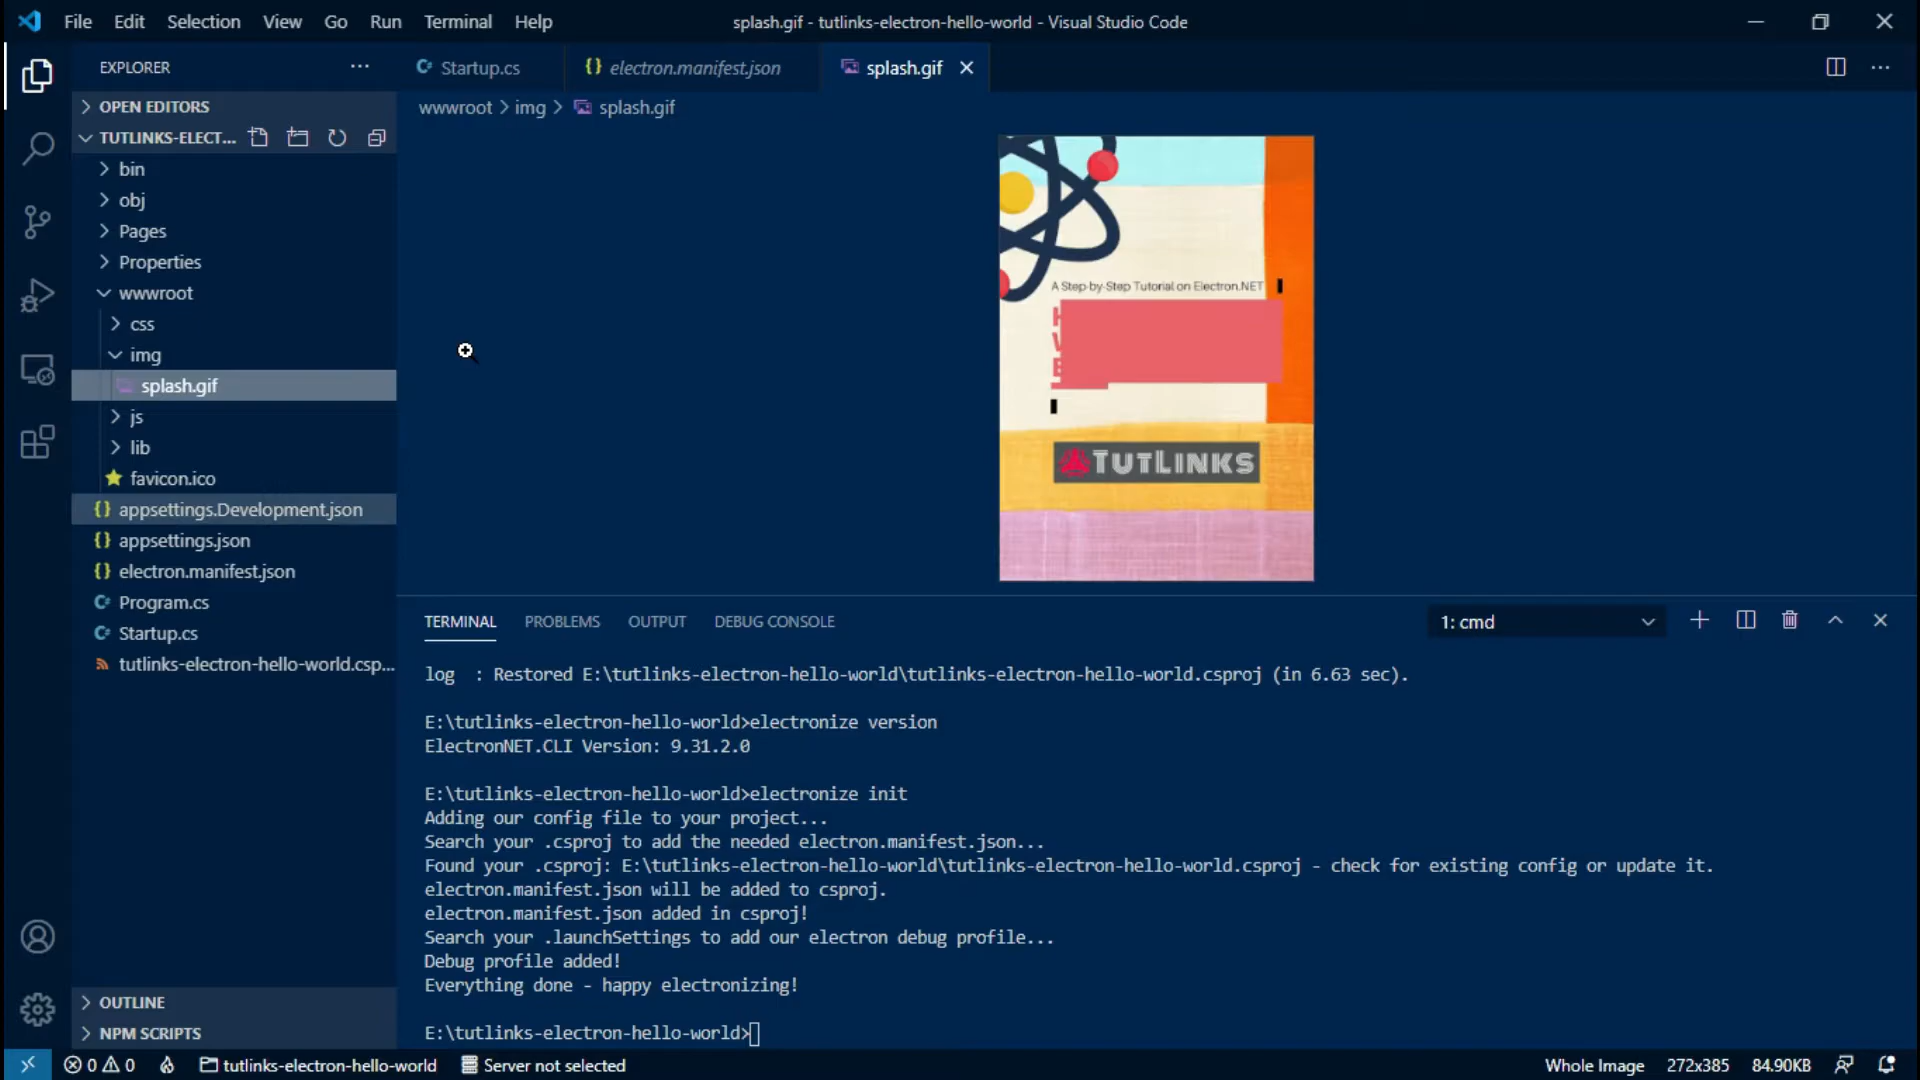 File Edit Selection View Go Run Terminal Help
splash.gif - tutlinks-electron-hello-world - Visual Studio Code
EXPLORER
OPEN EDITORS
TUTLINKS-ELECT...
bin
obj
Pages
Properties
wwwroot
css
img
splash.gif
js
lib
favicon.ico
appsettings.Development.json
appsettings.json
electron.manifest.json
Program.cs
Startup.cs
tutlinks-electron-hello-world.csp...
OUTLINE
NPM SCRIPTS
Startup.cs
electron.manifest.json
splash.gif
wwwroot > img > splash.gif
A Step-by-Step Tutorial on Electron.NET
TUTLINKS
TERMINAL PROBLEMS OUTPUT DEBUG CONSOLE
1: cmd
log : Restored E:\tutlinks-electron-hello-world\tutlinks-electron-hello-world.csproj (in 6.63 sec).
E:\tutlinks-electron-hello-world>electronize version
ElectronNET.CLI Version: 9.31.2.0
E:\tutlinks-electron-hello-world>electronize init
Adding our config file to your project...
Search your .csproj to add the needed electron.manifest.json...
Found your .csproj: E:\tutlinks-electron-hello-world\tutlinks-electron-hello-world.csproj - check for existing config or update it.
electron.manifest.json will be added to csproj.
electron.manifest.json added in csproj!
Search your .launchSettings to add our electron debug profile...
Debug profile added!
Everything done - happy electronizing!
E:\tutlinks-electron-hello-world>
0 0 tutlinks-electron-hello-world Server not selected
Whole Image 272x385 84.90KB